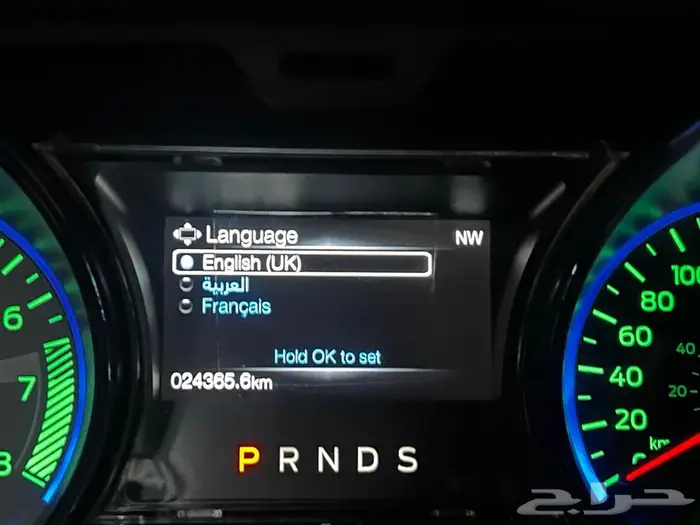 Language
NW
English (UK)
العربية
Français
Hold OK to set
024365.6km
P R N D S
6
7
8
100
80
60
40
20
km
40
20
حراج